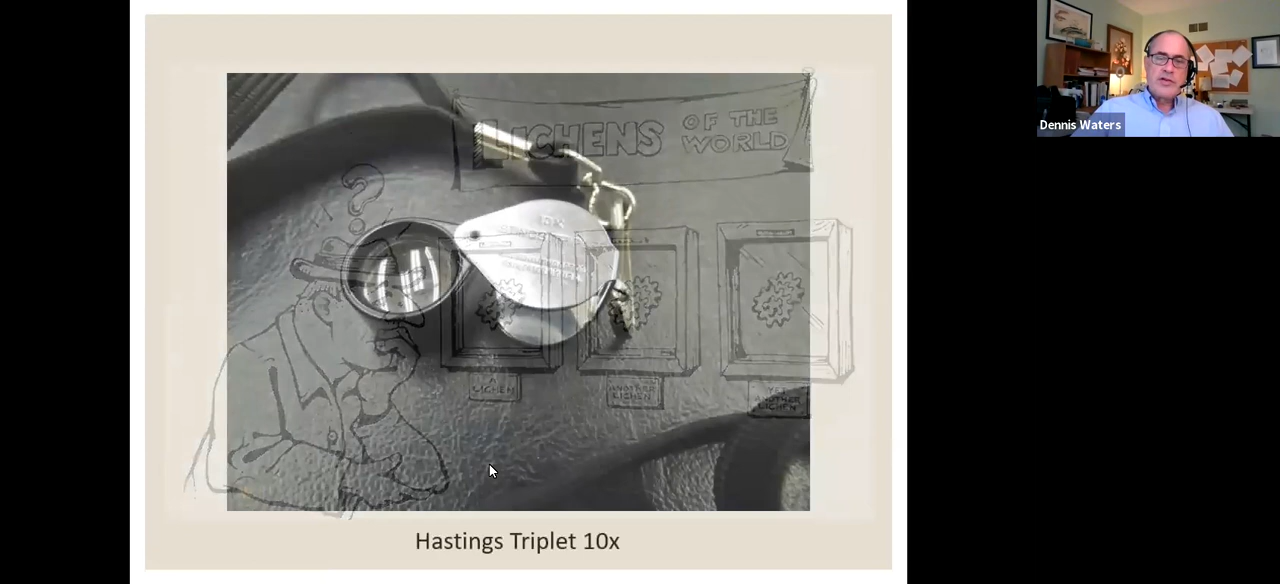 LICHENS OF THE WORLD
10X
A LICHEN
ANOTHER LICHEN
YET ANOTHER LICHEN
Hastings Triplet 10x
Dennis Waters